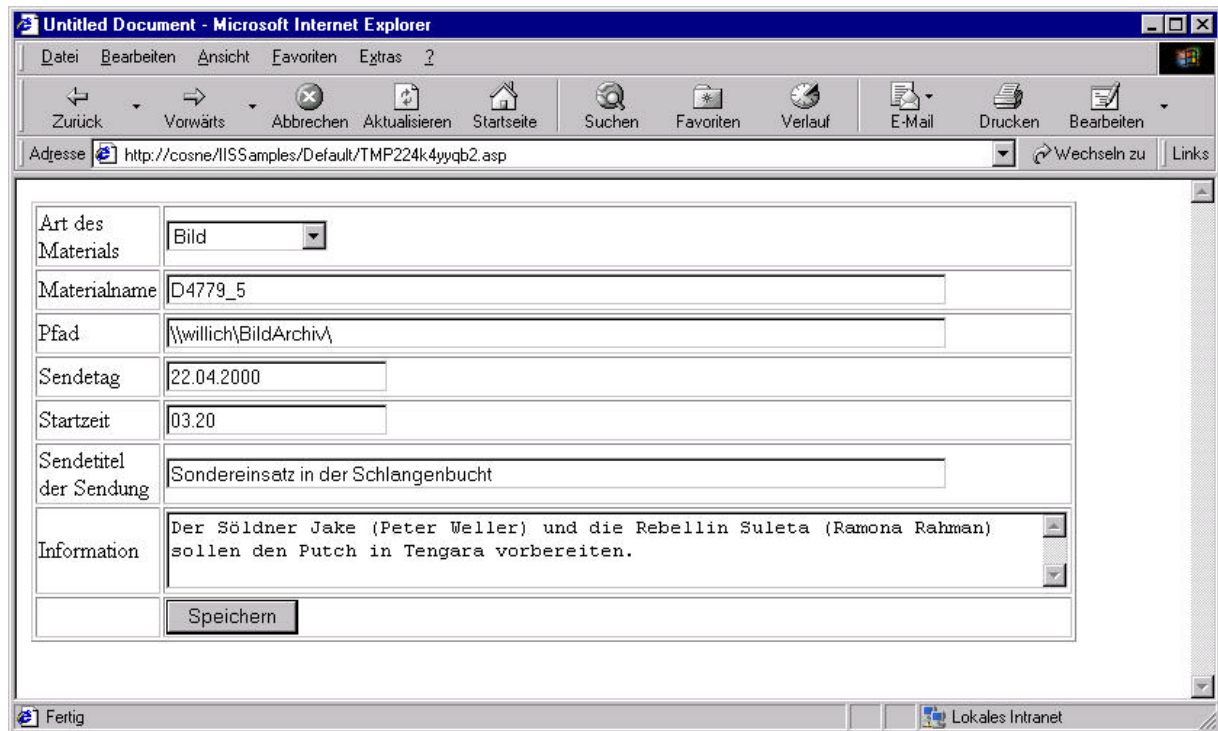 Untitled Document - Microsoft Internet Explorer
Datei Bearbeiten Ansicht Favoriten Extras ?
Zurück Vorwärts Abbrechen Aktualisieren Startseite Suchen Favoriten Verlauf E-Mail Drucken Bearbeiten
Adresse http://cosne/IISSamples/Default/TMP224k4yyqb2.asp Wechseln zu Links
Art des
Materials
Bild
Materialname D4779_5
Pfad \\willich\BildArchiv\
Sendetag 22.04.2000
Startzeit 03.20
Sendetitel
der Sendung
Sondereinsatz in der Schlangenbucht
Information
Der Söldner Jake (Peter Weller) und die Rebellin Suleta (Ramona Rahman)
sollen den Putch in Tengara vorbereiten.
Speichern
Fertig Lokales Intranet